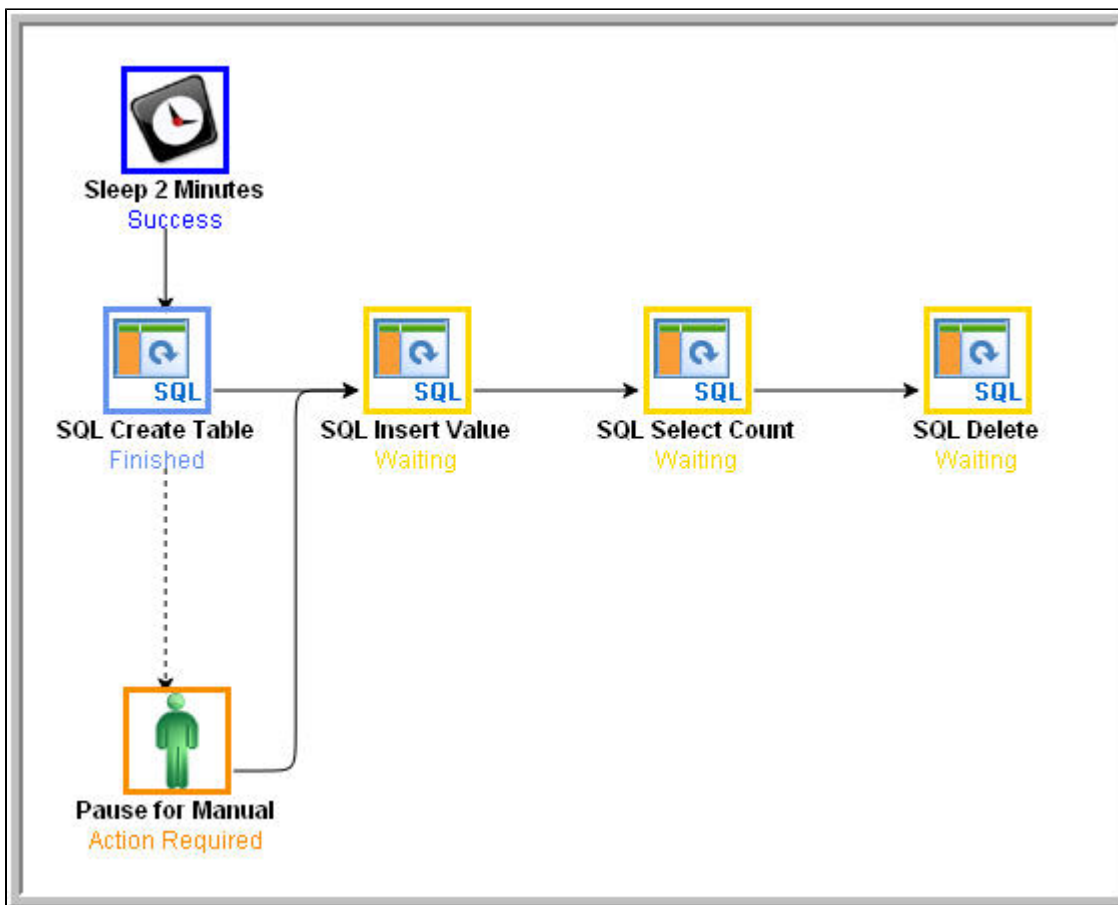 Sleep 2 Minutes
Success
SQL
SQL
SQL
SQL
SQL Create Table
SQL Insert Value
SQL Select Count
SQL Delete
Finished
Waiting
Waiting
Waiting
Pause for Manual
Action Required